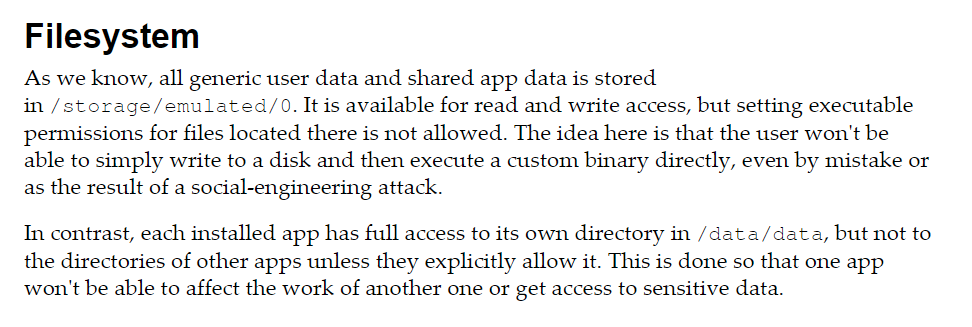 Filesystem
As we know, all generic user data and shared app data is stored
in /storage/emulated/0. It is available for read and write access, but setting executable
permissions for files located there is not allowed. The idea here is that the user won't be
able to simply write to a disk and then execute a custom binary directly, even by mistake or
as the result of a social-engineering attack.
In contrast, each installed app has full access to its own directory in /data/data, but not to
the directories of other apps unless they explicitly allow it. This is done so that one app
won't be able to affect the work of another one or get access to sensitive data.